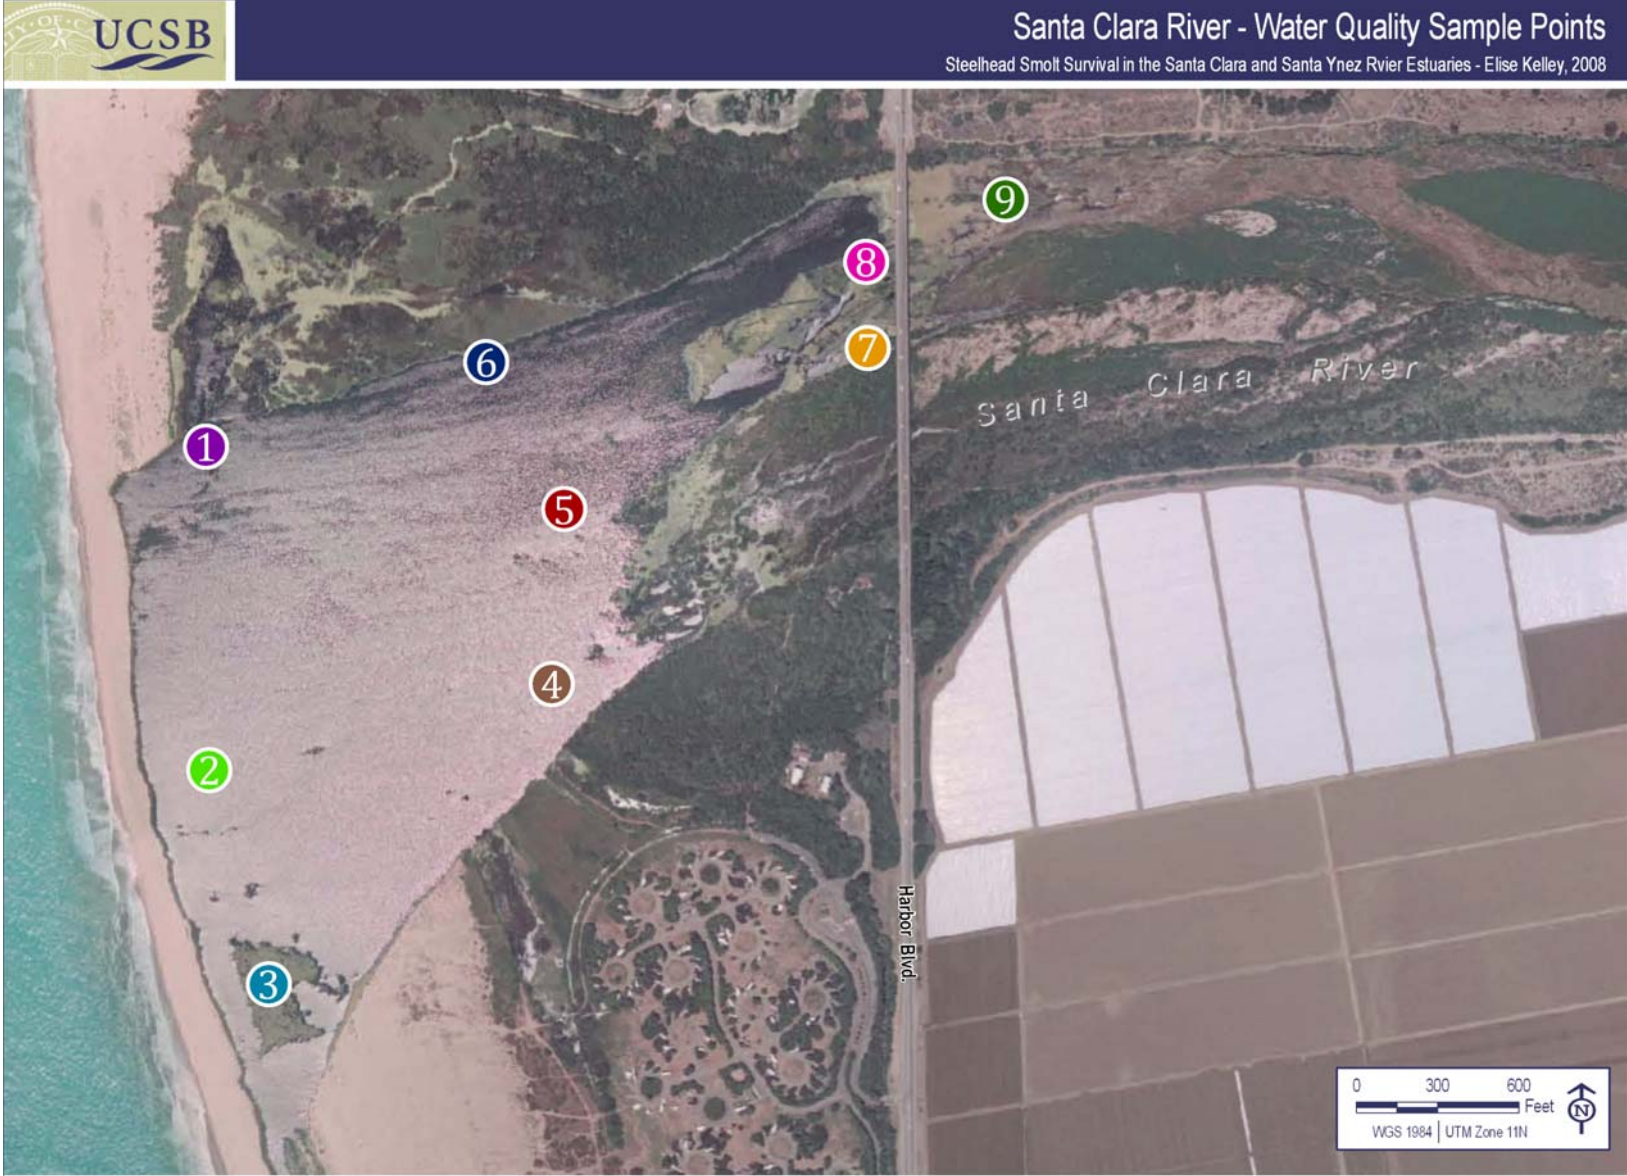 UCSB
Santa Clara River - Water Quality Sample Points
Steelhead Smolt Survival in the Santa Clara and Santa Ynez Rvier Estuaries - Elise Kelley, 2008
9
8
7
6
Santa Clara River
1
5
4
2
3
Harbor Blvd.
0 300 600
Feet
N
WGS 1984 | UTM Zone 11N